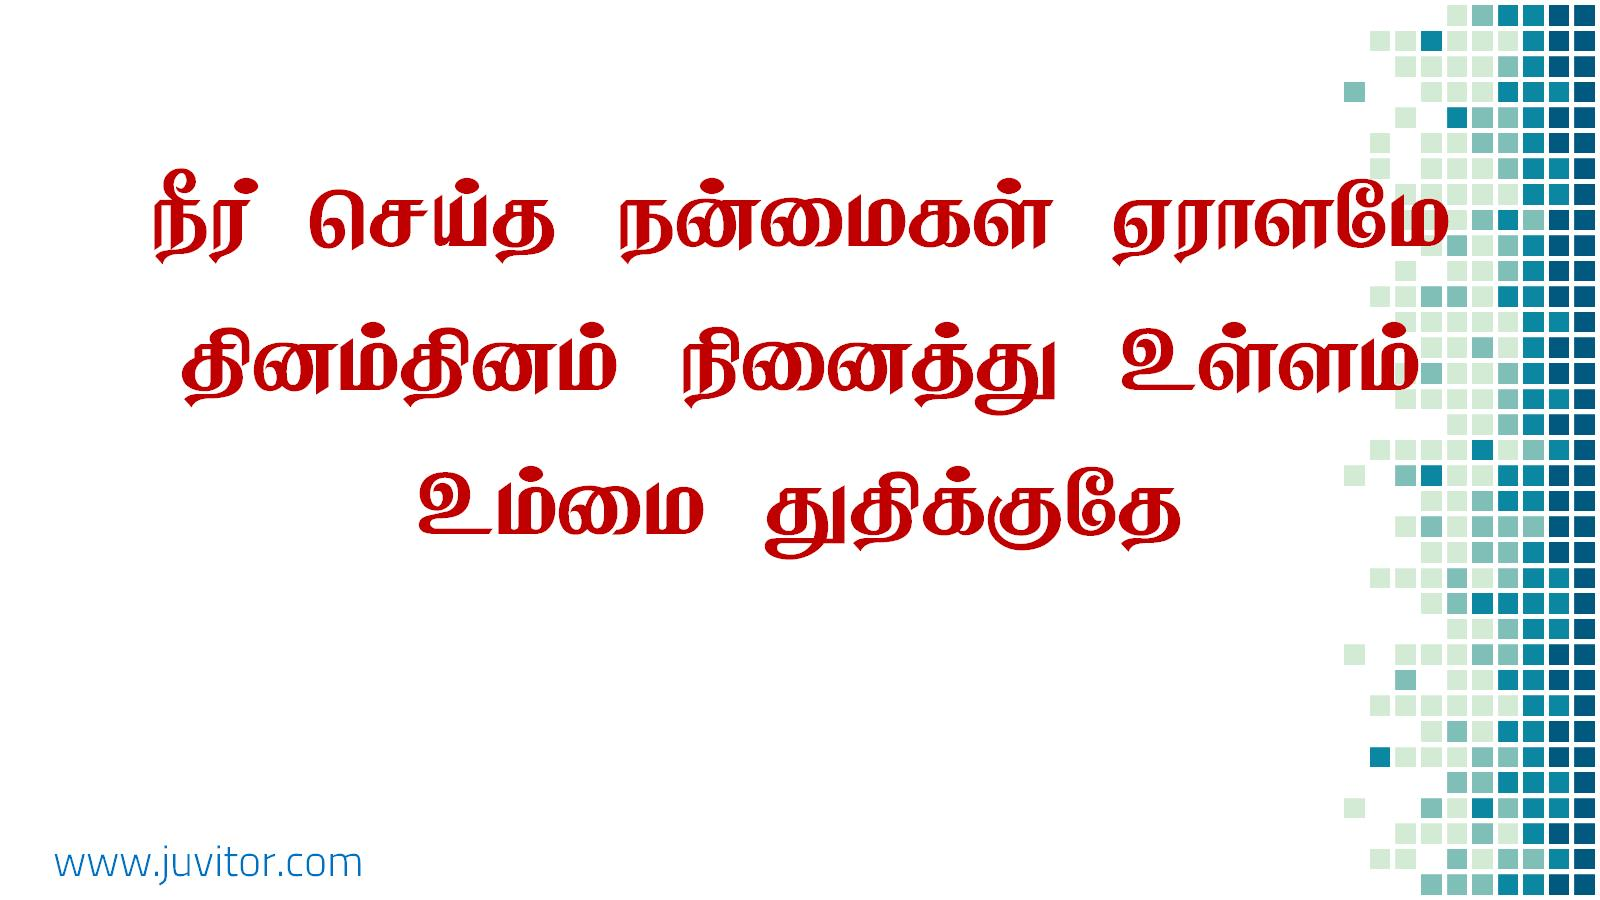 நீர் செய்த நன்மைகள் ஏராளமே
தினம்தினம் நினைத்து உள்ளம்
உம்மை துதிக்குதே
www.juvitor.com